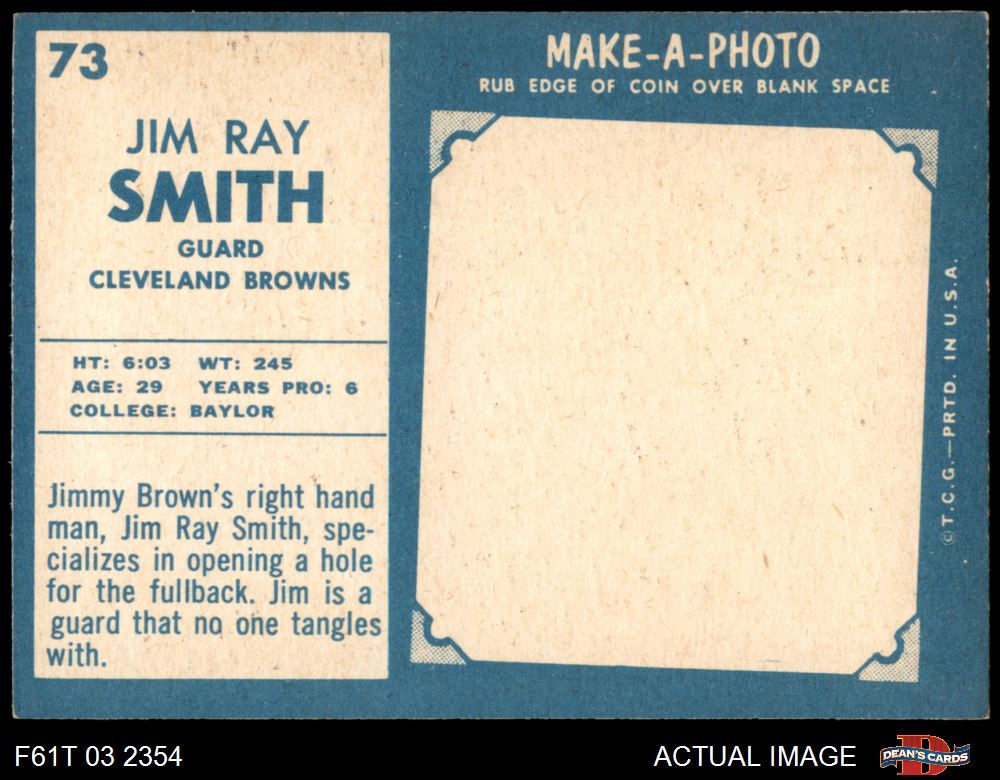 73
JIM RAY
SMITH
GUARD
CLEVELAND BROWNS
HT: 6:03 WT: 245
AGE: 29 YEARS PRO: 6
COLLEGE: BAYLOR
Jimmy Brown's right hand
man, Jim Ray Smith, spe-
cializes in opening a hole
for the fullback. Jim is a
guard that no one tangles
with.
MAKE-A-PHOTO
RUB EDGE OF COIN OVER BLANK SPACE
©T.C.G.—PRTD. IN U.S.A.
F61T 03 2354
ACTUAL IMAGE
DEAN'S CARDS